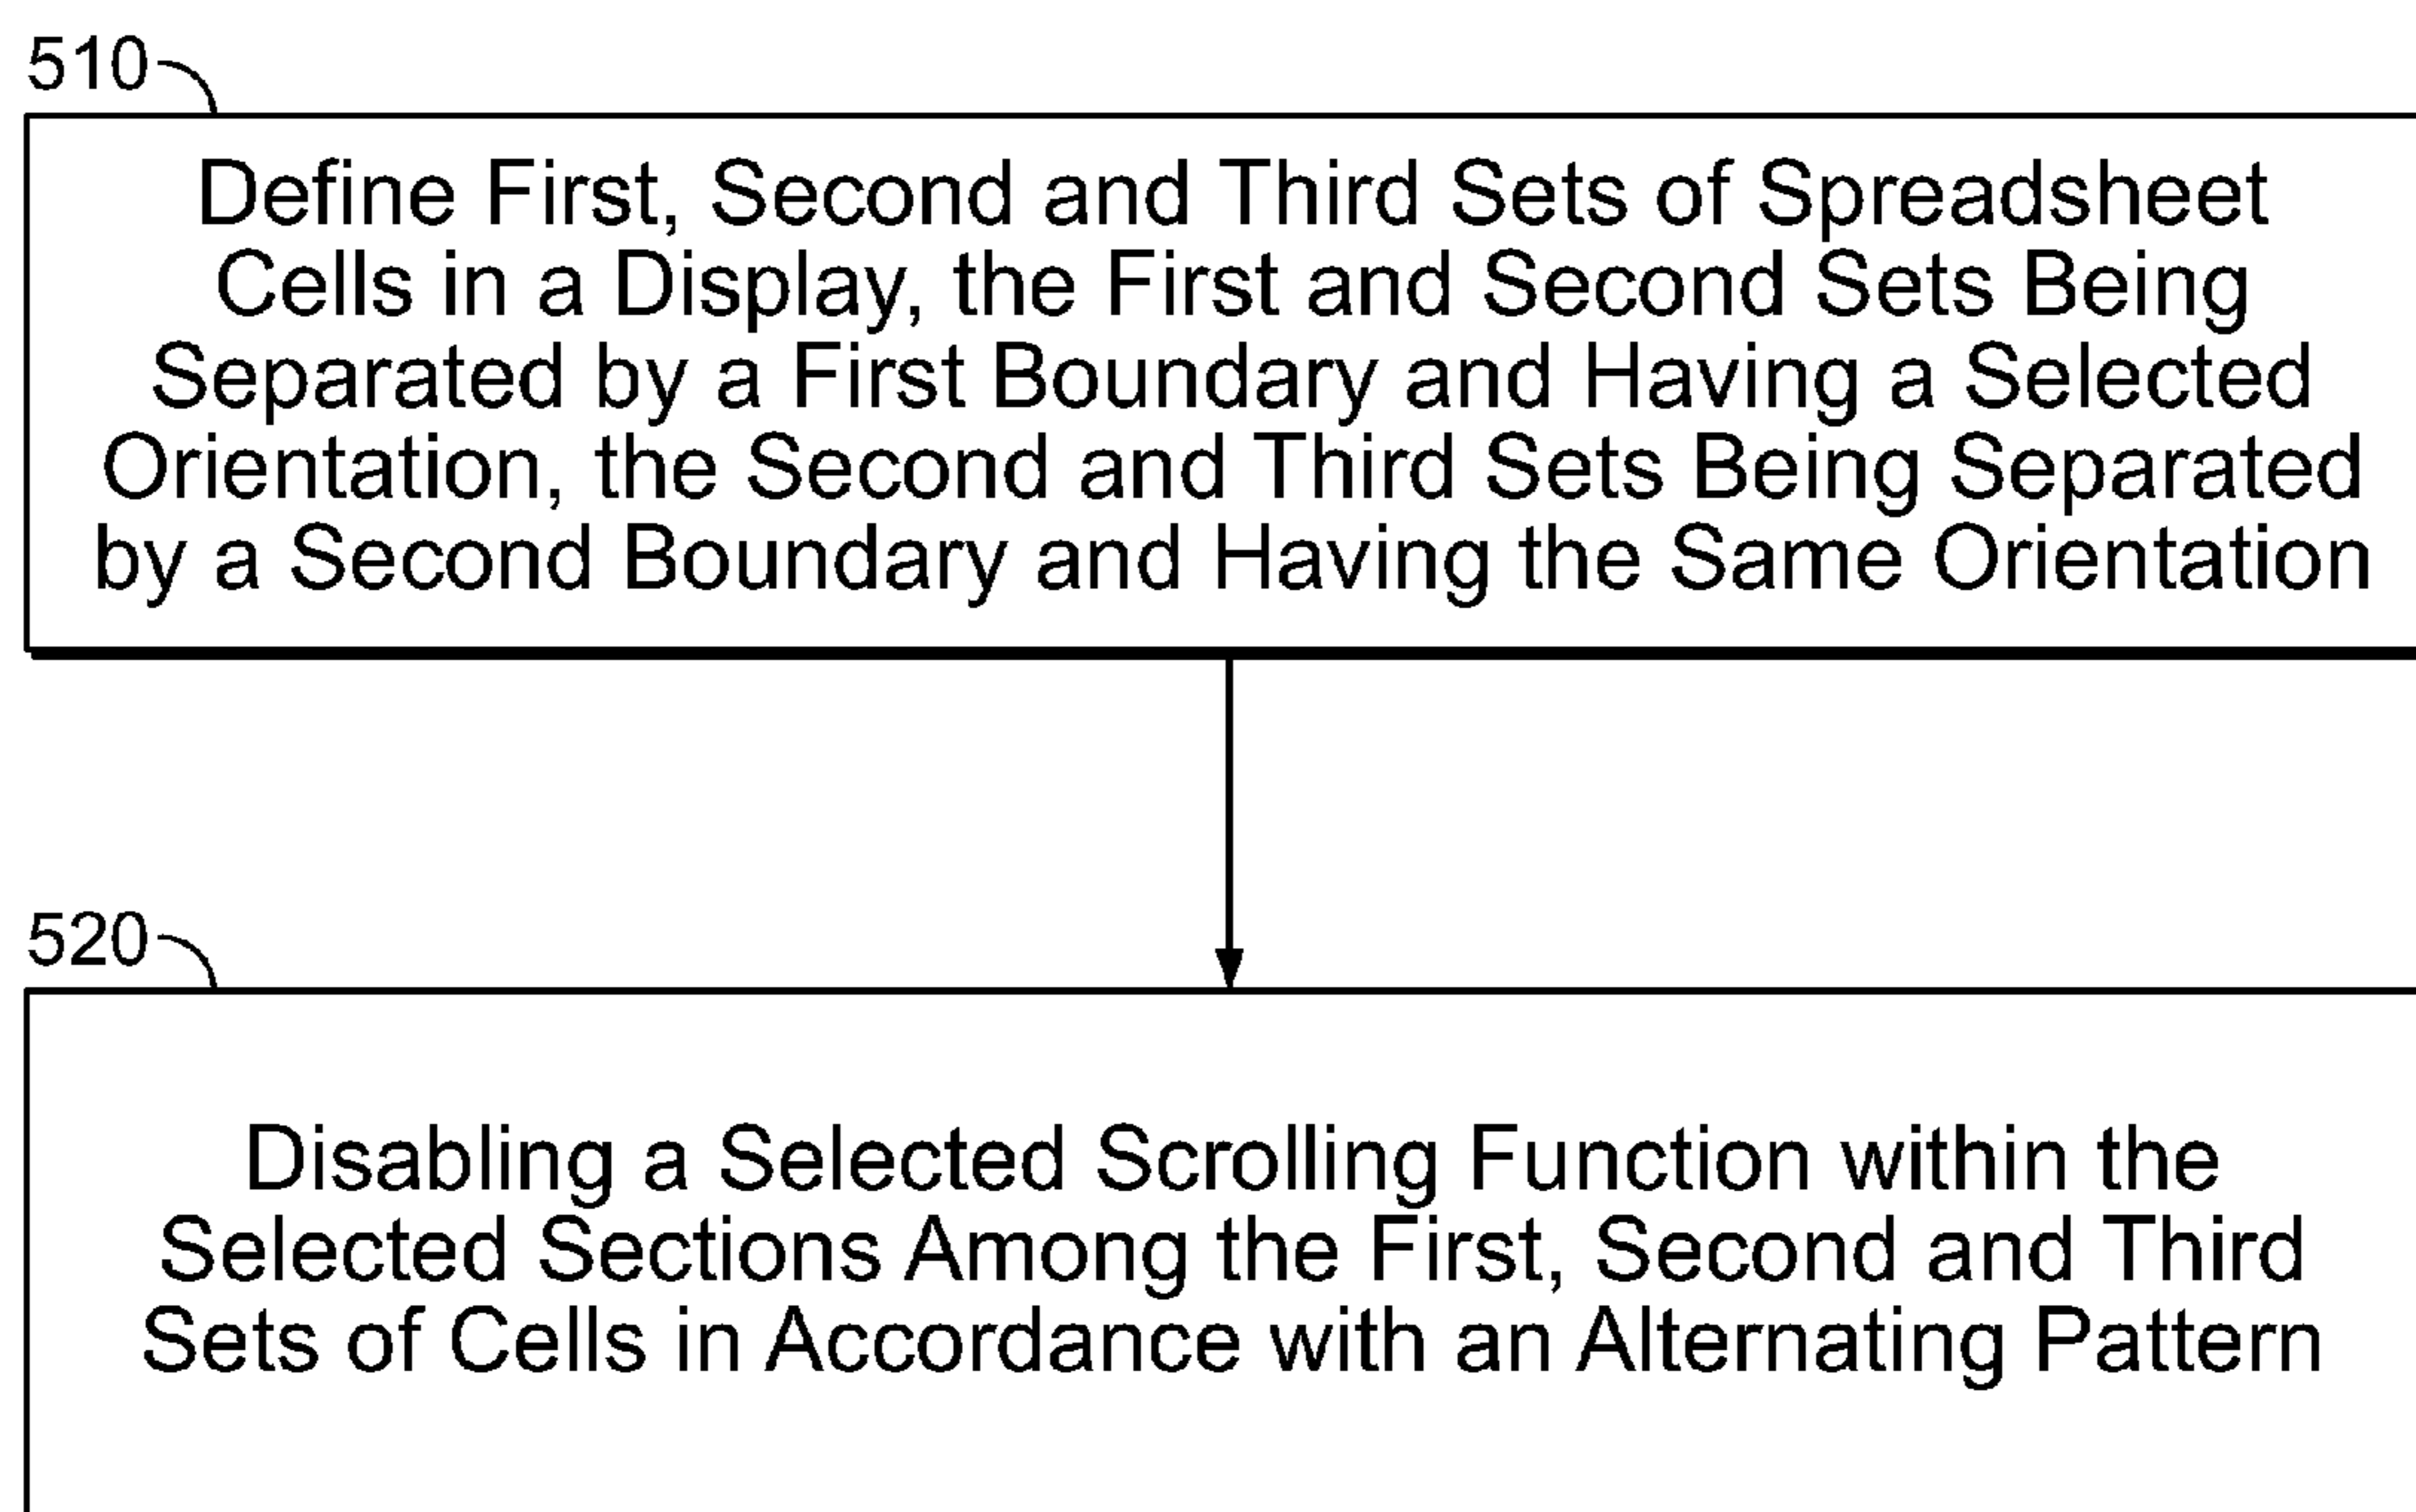 510
Define First, Second and Third Sets of Spreadsheet
Cells in a Display, the First and Second Sets Being
Separated by a First Boundary and Having a Selected
Orientation, the Second and Third Sets Being Separated
by a Second Boundary and Having the Same Orientation
520
Disabling a Selected Scrolling Function within the
Selected Sections Among the First, Second and Third
Sets of Cells in Accordance with an Alternating Pattern